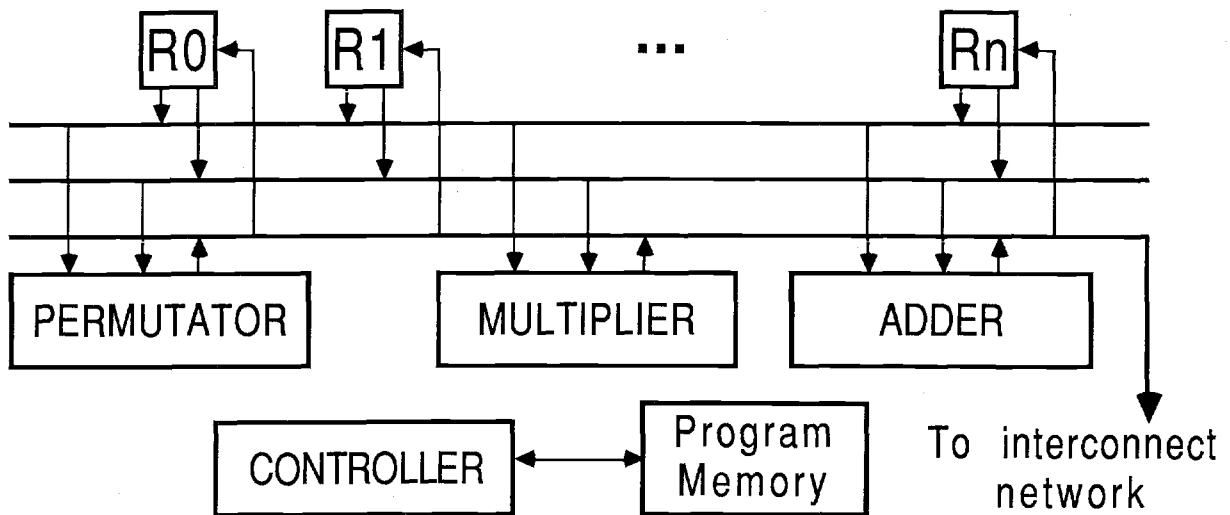 R0
R1
...
Rn
PERMUTATOR
MULTIPLIER
ADDER
CONTROLLER
Program
Memory
To interconnect
network